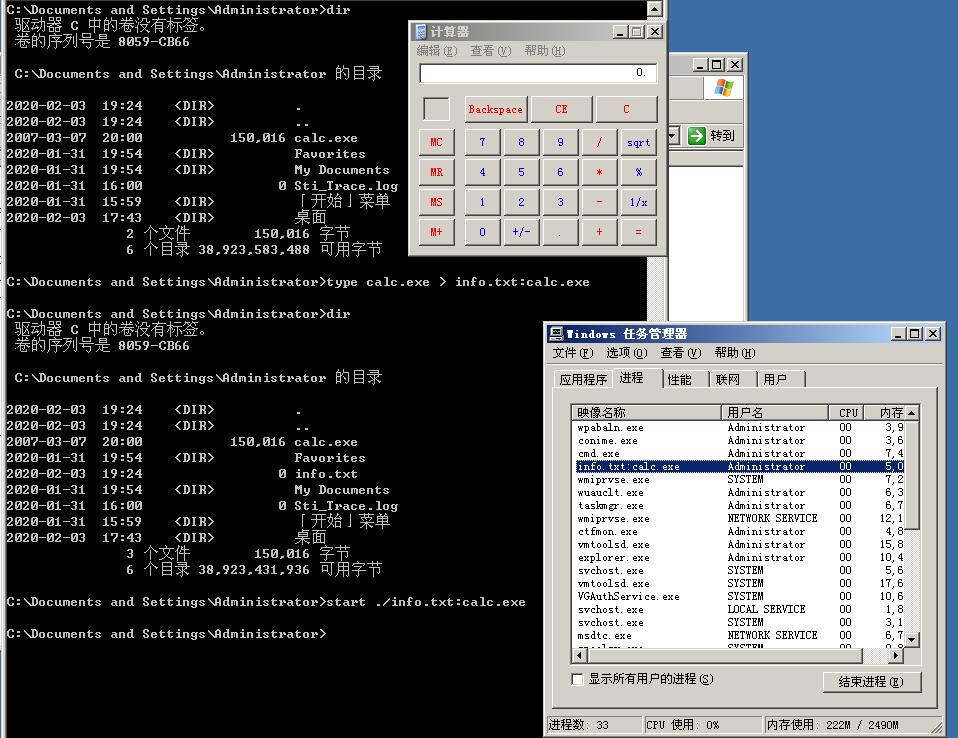 C:\Documents and Settings\Administrator>dir
驱动器 C 中的卷没有标签。
卷的序列号是 8059-CB66
C:\Documents and Settings\Administrator 的目录
2020-02-03 19:24 <DIR> .
2020-02-03 19:24 <DIR> ..
2007-03-07 20:00 150,016 calc.exe
2020-01-31 19:54 <DIR> Favorites
2020-01-31 19:54 <DIR> My Documents
2020-01-31 16:00 0 Sti_Trace.log
2020-01-31 15:59 <DIR> 「开始」菜单
2020-02-03 17:43 <DIR> 桌面
2 个文件 150,016 字节
6 个目录 38,923,583,488 可用字节
C:\Documents and Settings\Administrator>type calc.exe > info.txt:calc.exe
C:\Documents and Settings\Administrator>dir
驱动器 C 中的卷没有标签。
卷的序列号是 8059-CB66
C:\Documents and Settings\Administrator 的目录
2020-02-03 19:24 <DIR> .
2020-02-03 19:24 <DIR> ..
2007-03-07 20:00 150,016 calc.exe
2020-01-31 19:54 <DIR> Favorites
2020-02-03 19:24 0 info.txt
2020-01-31 19:54 <DIR> My Documents
2020-01-31 16:00 0 Sti_Trace.log
2020-01-31 15:59 <DIR> 「开始」菜单
2020-02-03 17:43 <DIR> 桌面
3 个文件 150,016 字节
6 个目录 38,923,431,936 可用字节
C:\Documents and Settings\Administrator>start ./info.txt:calc.exe
C:\Documents and Settings\Administrator>
计算器
编辑(E) 查看(V) 帮助(H)
0.
Backspace CE C
MC 7 8 9 / sqrt
MR 4 5 6 * %
MS 1 2 3 - 1/x
M+ 0 +/- . + =
转到
Windows 任务管理器
文件(F) 选项(O) 查看(V) 帮助(H)
应用程序 进程 性能 联网 用户
映像名称 用户名 CPU 内存
wpabaln.exe Administrator 00 3,9
conime.exe Administrator 00 3,6
cmd.exe Administrator 00 7,4
info.txt:calc.exe Administrator 00 5,0
wmiprvse.exe SYSTEM 00 7,2
wuauclt.exe Administrator 00 6,3
taskmgr.exe Administrator 00 6,7
wmiprvse.exe NETWORK SERVICE 00 12,1
ctfmon.exe Administrator 00 4,8
vmtoolsd.exe Administrator 00 15,8
explorer.exe Administrator 00 10,4
svchost.exe SYSTEM 00 5,6
vmtoolsd.exe SYSTEM 00 17,6
VGAuthService.exe SYSTEM 00 10,6
svchost.exe LOCAL SERVICE 00 1,8
svchost.exe SYSTEM 00 3,1
msdtc.exe NETWORK SERVICE 00 6,7
显示所有用户的进程(S)
结束进程(E)
进程数: 33 CPU 使用: 0% 内存使用: 222M / 2490M